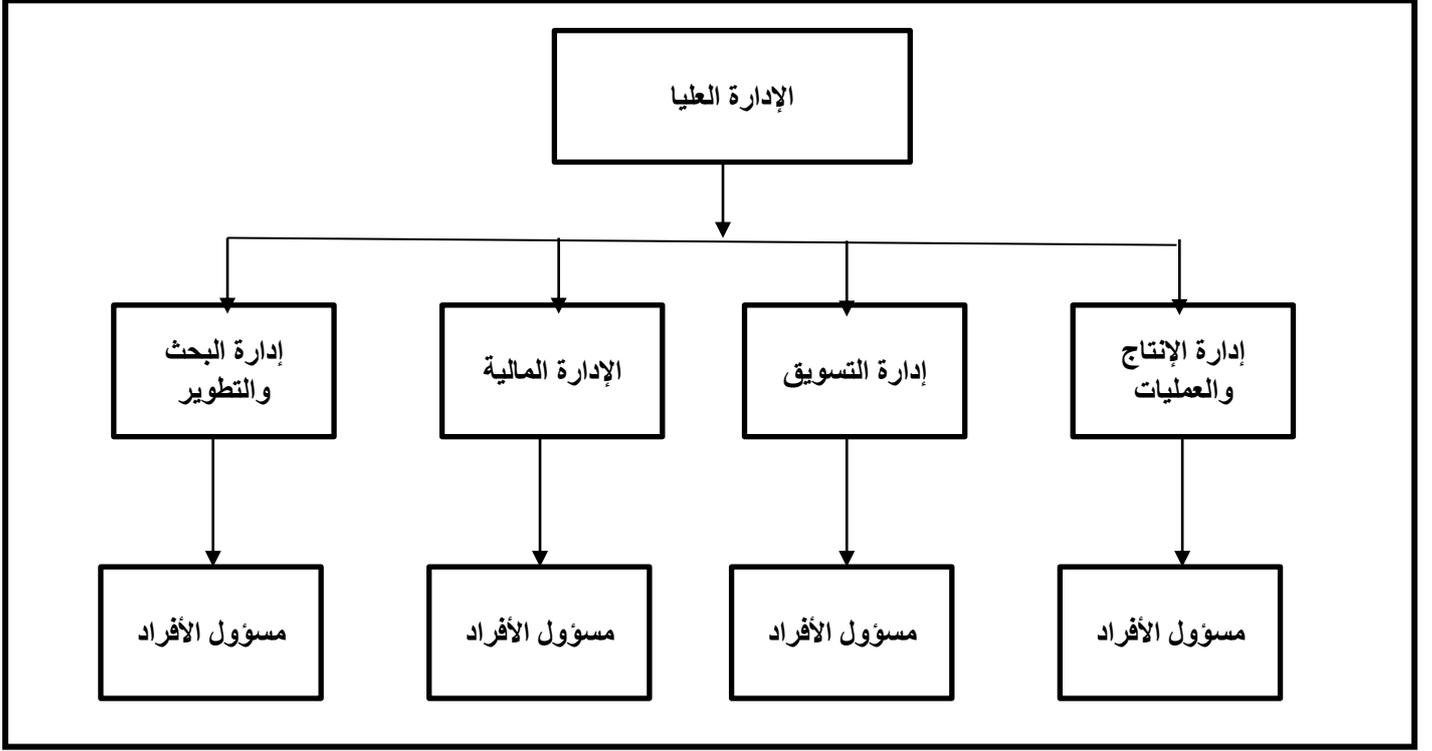 الإدارة العليا
إدارة الإنتاج
والعمليات
إدارة التسويق
الإدارة المالية
إدارة البحث
والتطوير
مسؤول الأفراد
مسؤول الأفراد
مسؤول الأفراد
مسؤول الأفراد